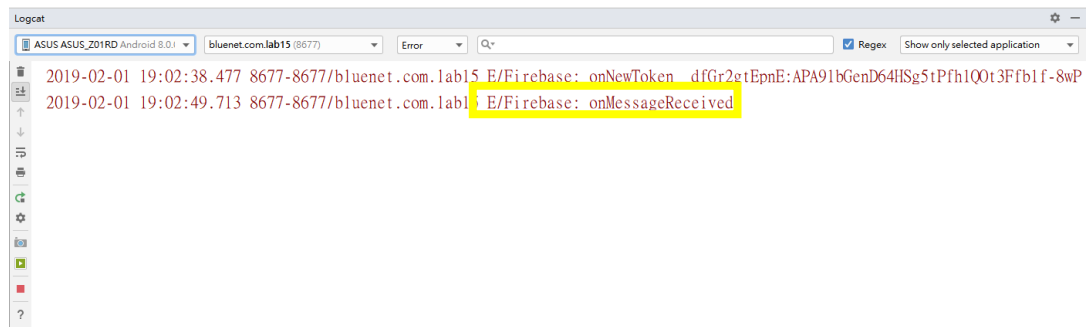 Logcat
ASUS ASUS_Z01RD Android 8.0.( bluenet.com.lab15 (8677) Error Regex Show only selected application
2019-02-01 19:02:38.477 8677-8677/bluenet.com.lab15 E/Firebase: onNewToken dfGr2gtEpnE:APA91bGenD64HSg5tPfhlQOt3Ffblf-8wP
2019-02-01 19:02:49.713 8677-8677/bluenet.com.lab15 E/Firebase: onMessageReceived